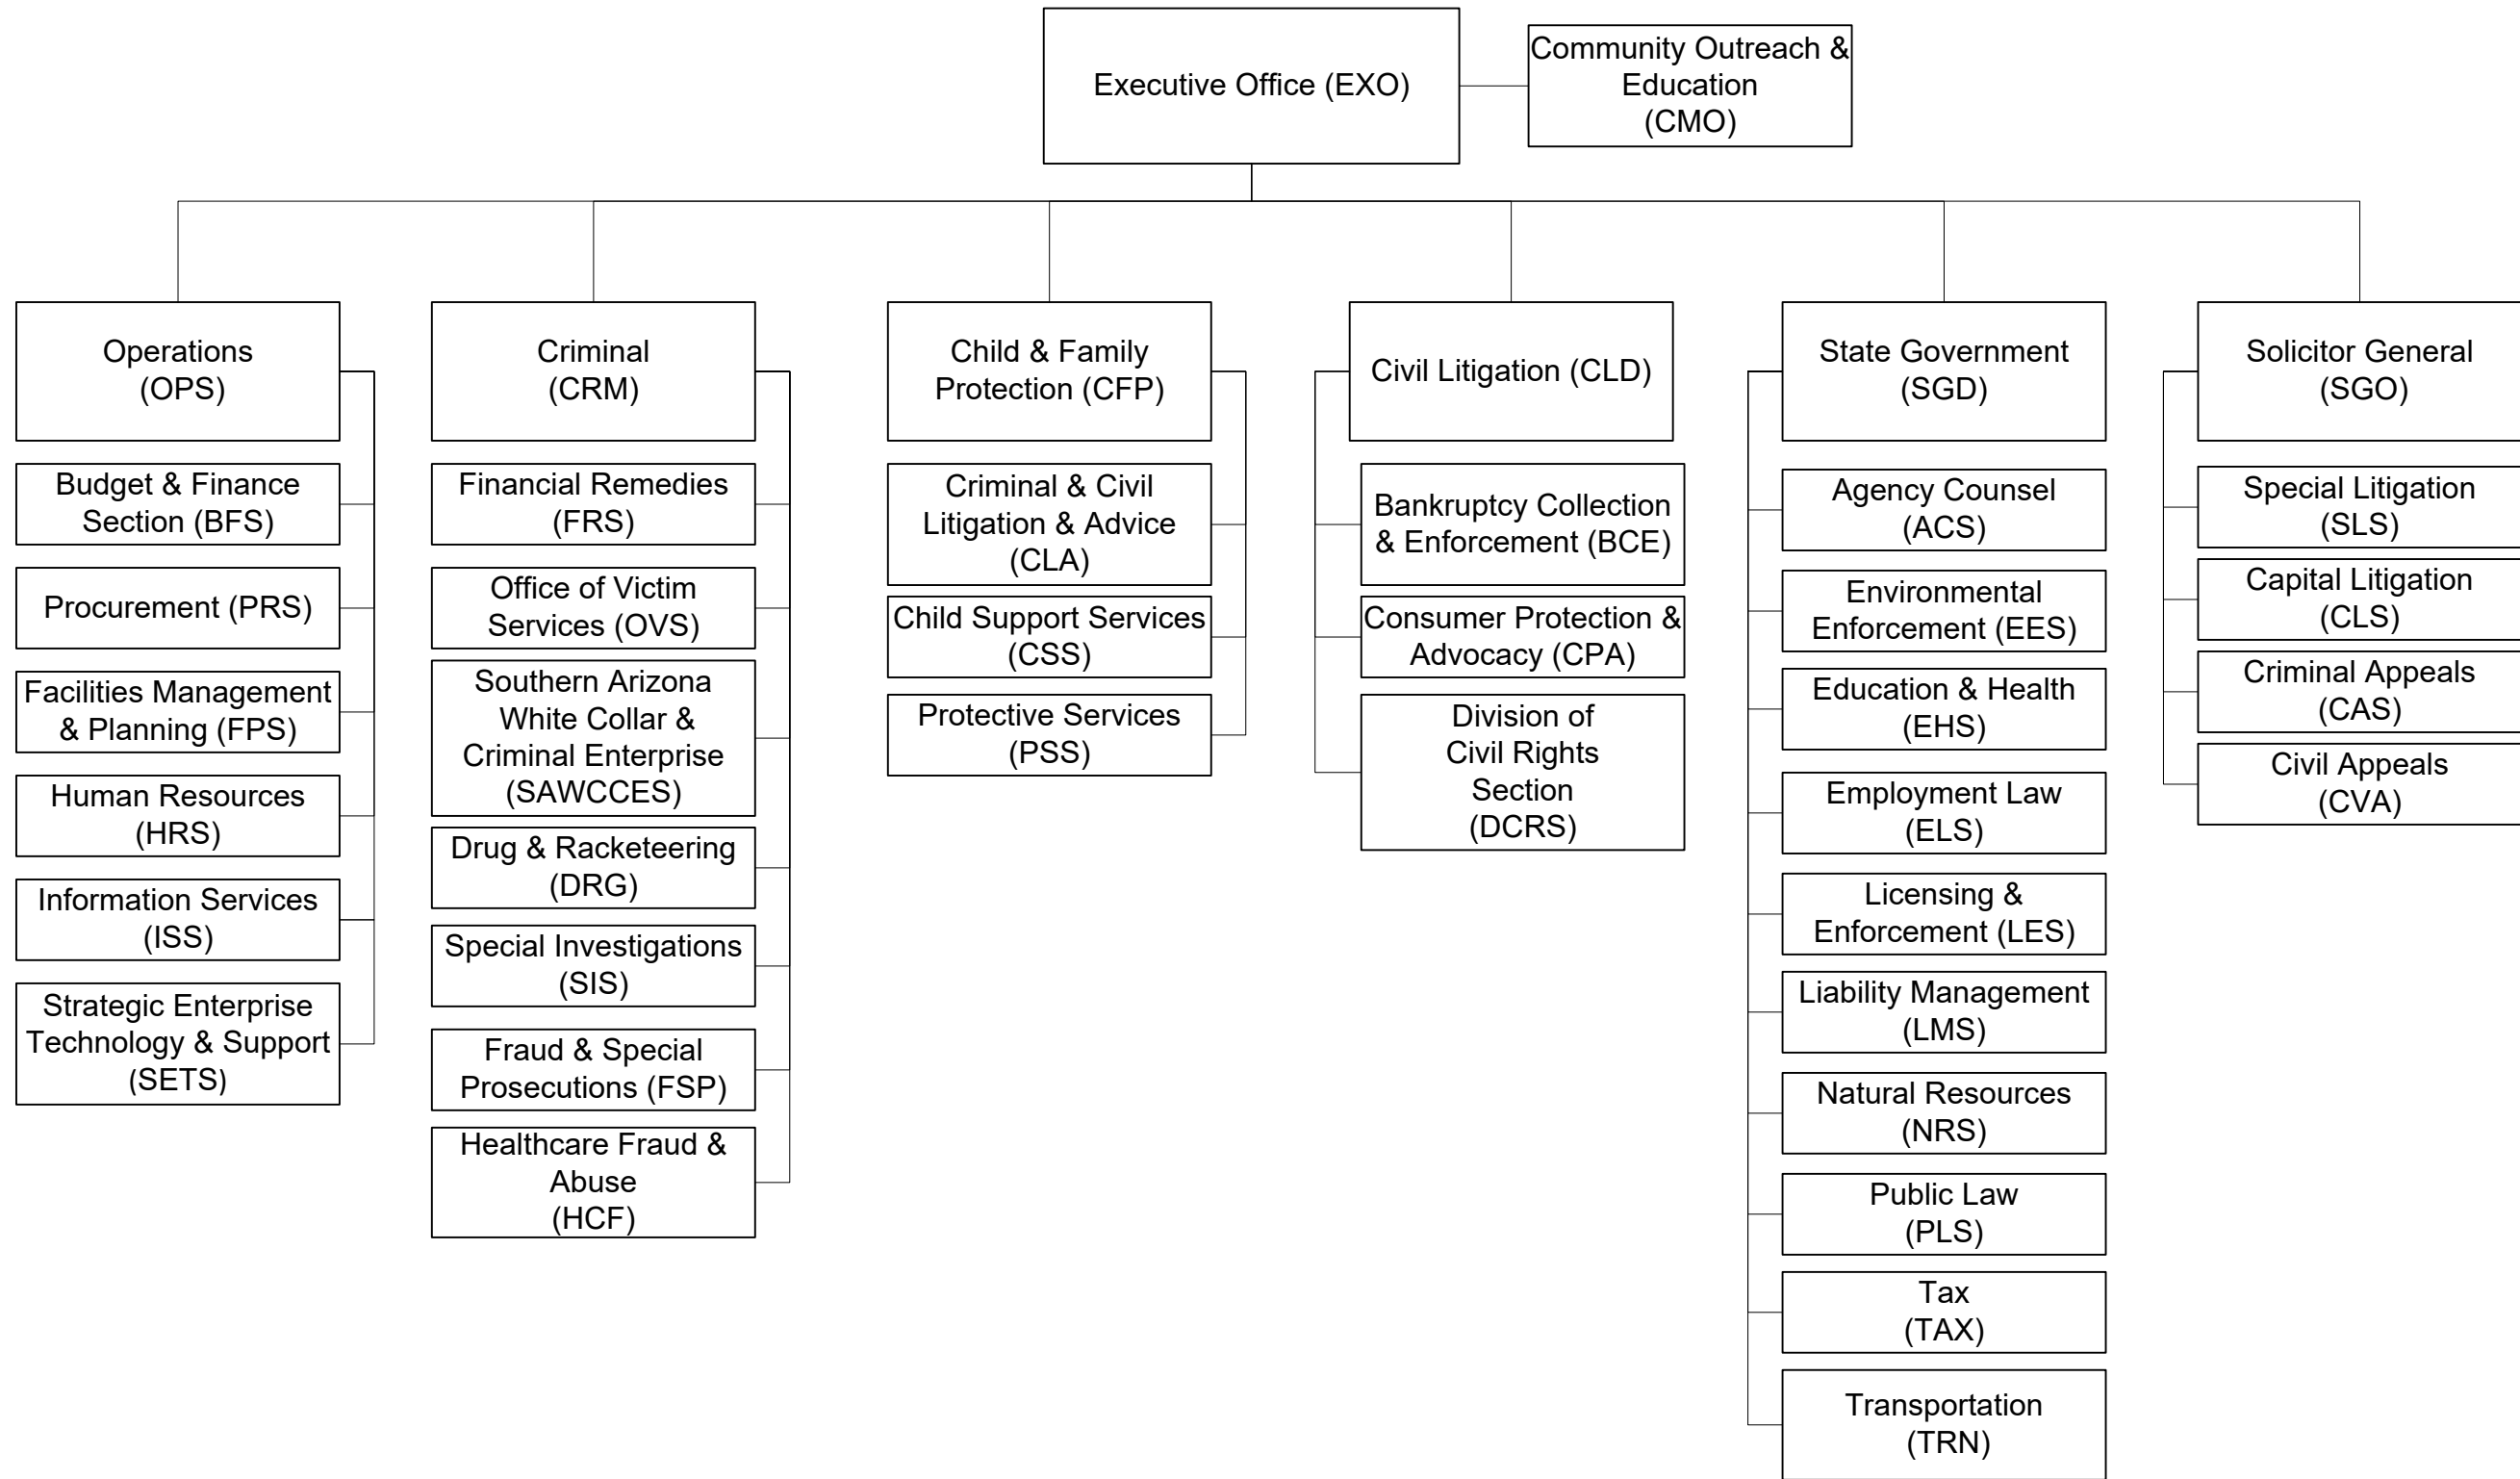 Executive Office (EXO)
Community Outreach &
Education
(CMO)
Operations
(OPS)
Budget & Finance
Section (BFS)
Procurement (PRS)
Facilities Management
& Planning (FPS)
Human Resources
(HRS)
Information Services
(ISS)
Strategic Enterprise
Technology & Support
(SETS)
Criminal
(CRM)
Financial Remedies
(FRS)
Office of Victim
Services (OVS)
Southern Arizona
White Collar &
Criminal Enterprise
(SAWCCES)
Drug & Racketeering
(DRG)
Special Investigations
(SIS)
Fraud & Special
Prosecutions (FSP)
Healthcare Fraud &
Abuse
(HCF)
Child & Family
Protection (CFP)
Criminal & Civil
Litigation & Advice
(CLA)
Child Support Services
(CSS)
Protective Services
(PSS)
Civil Litigation (CLD)
Bankruptcy Collection
& Enforcement (BCE)
Consumer Protection &
Advocacy (CPA)
Division of
Civil Rights
Section
(DCRS)
State Government
(SGD)
Agency Counsel
(ACS)
Environmental
Enforcement (EES)
Education & Health
(EHS)
Employment Law
(ELS)
Licensing &
Enforcement (LES)
Liability Management
(LMS)
Natural Resources
(NRS)
Public Law
(PLS)
Tax
(TAX)
Transportation
(TRN)
Solicitor General
(SGO)
Special Litigation
(SLS)
Capital Litigation
(CLS)
Criminal Appeals
(CAS)
Civil Appeals
(CVA)